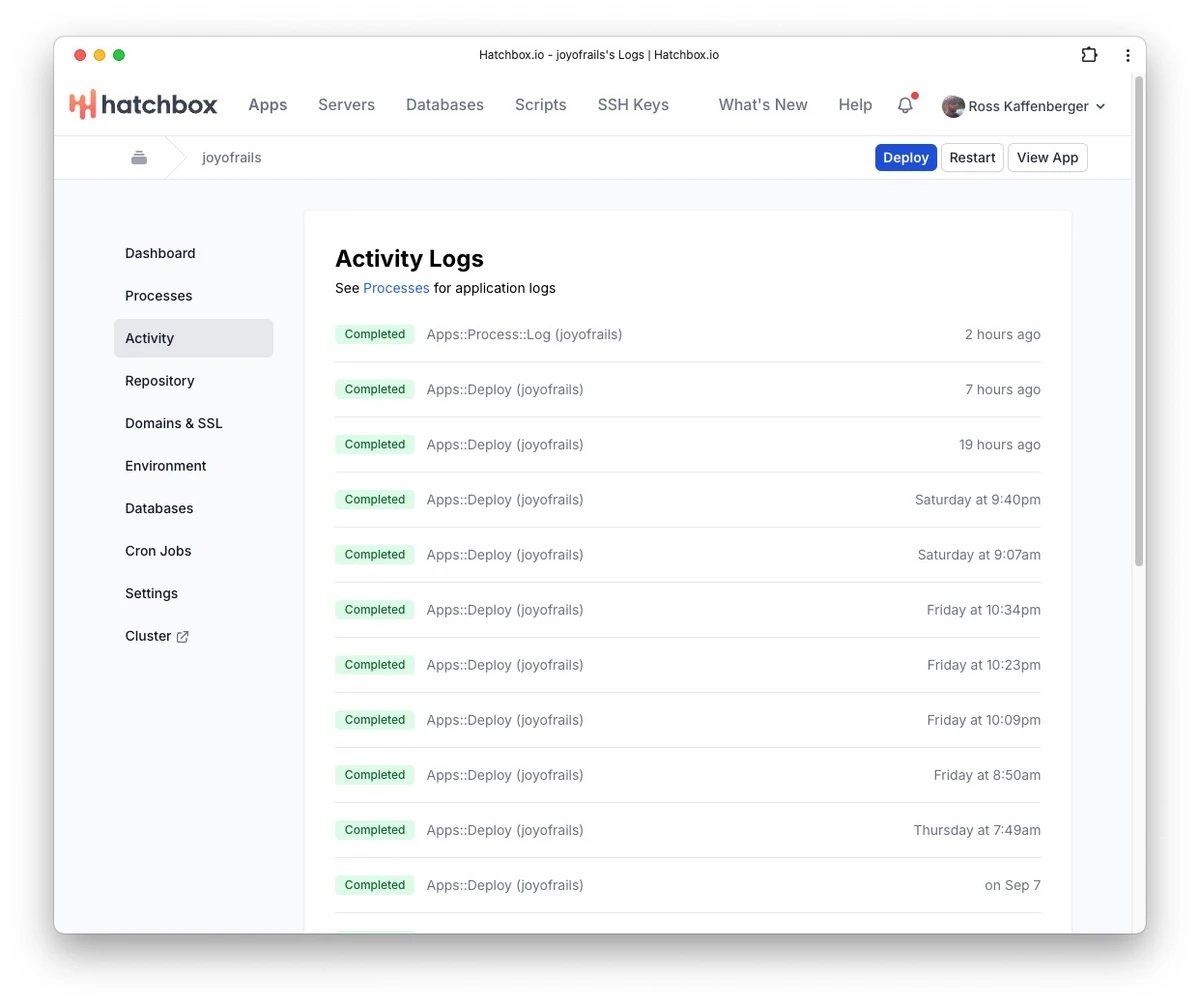 Hatchbox.io - joyofrails's Logs | Hatchbox.io
hatchbox Apps Servers Databases Scripts SSH Keys What's New Help Ross Kaffenberger
joyofrails Deploy Restart View App
Dashboard
Processes
Activity
Repository
Domains & SSL
Environment
Databases
Cron Jobs
Settings
Cluster
Activity Logs
See Processes for application logs
Completed Apps::Process::Log (joyofrails) 2 hours ago
Completed Apps::Deploy (joyofrails) 7 hours ago
Completed Apps::Deploy (joyofrails) 19 hours ago
Completed Apps::Deploy (joyofrails) Saturday at 9:40pm
Completed Apps::Deploy (joyofrails) Saturday at 9:07am
Completed Apps::Deploy (joyofrails) Friday at 10:34pm
Completed Apps::Deploy (joyofrails) Friday at 10:23pm
Completed Apps::Deploy (joyofrails) Friday at 10:09pm
Completed Apps::Deploy (joyofrails) Friday at 8:50am
Completed Apps::Deploy (joyofrails) Thursday at 7:49am
Completed Apps::Deploy (joyofrails) on Sep 7